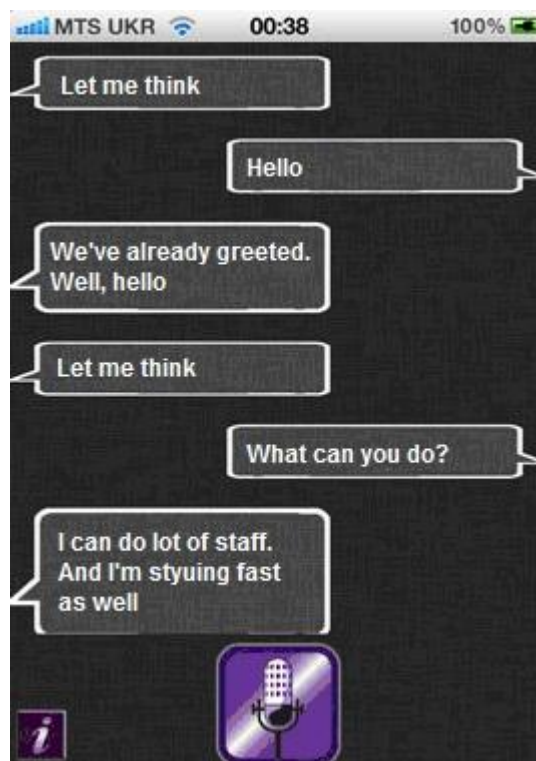 MTS UKR 00:38 100%
Let me think
Hello
We've already greeted.
Well, hello
Let me think
What can you do?
I can do lot of staff.
And I'm styuing fast
as well
i